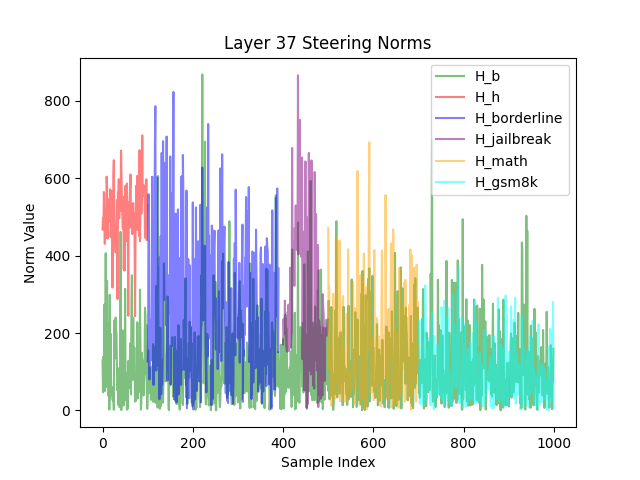 Layer 37 Steering Norms
H_b
H_h
H_borderline
H_jailbreak
H_math
H_gsm8k
Norm Value
800
600
400
200
0
0
200
400
600
800
1000
Sample Index